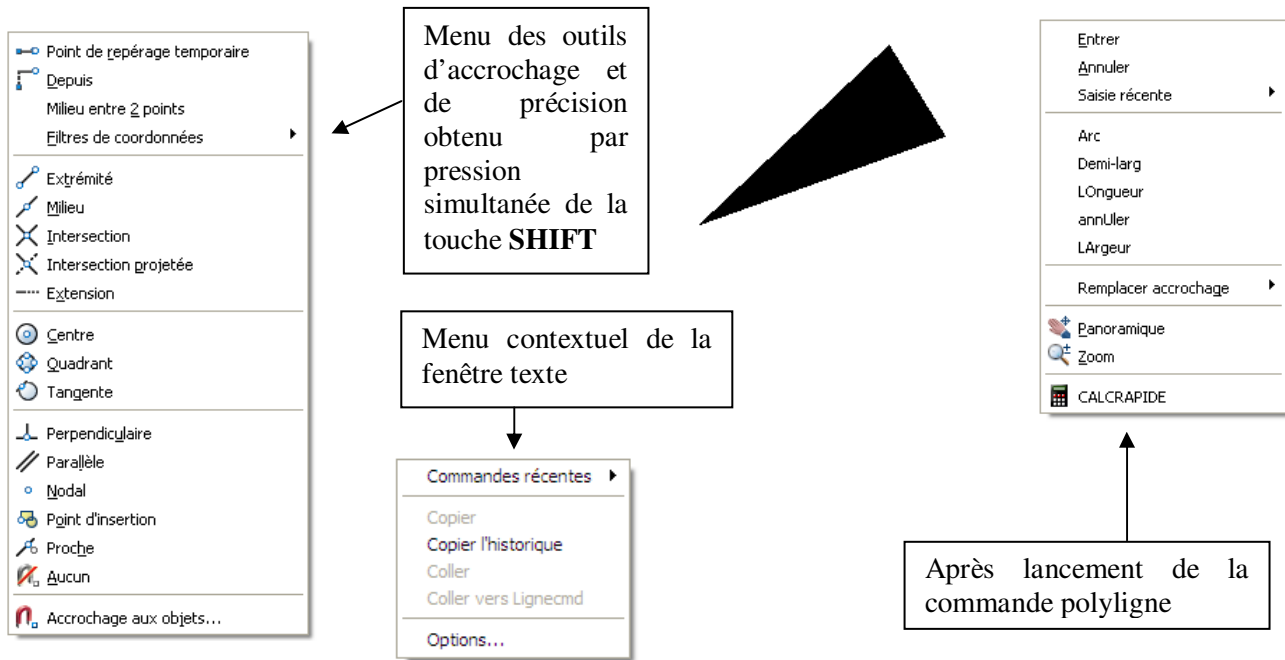 Point de repérage temporaire
Depuis
Milieu entre 2 points
Filtres de coordonnées
Extrémité
Milieu
Intersection
Intersection projetée
Extension
Centre
Quadrant
Tangente
Perpendiculaire
Parallèle
Nodal
Point d'insertion
Proche
Aucun
Accrochage aux objets...
Menu des outils
d'accrochage et
de précision
obtenu par
pression
simultanée de la
touche SHIFT
Menu contextuel de la
fenêtre texte
Commandes récentes
Copier
Copier l'historique
Coller
Coller vers Lignecmd
Options...
Entrer
Annuler
Saisie récente
Arc
Demi-larg
LOngueur
annUler
LArgeur
Remplacer accrochage
Panoramique
Zoom
CALCRAPIDE
Après lancement de la
commande polyligne